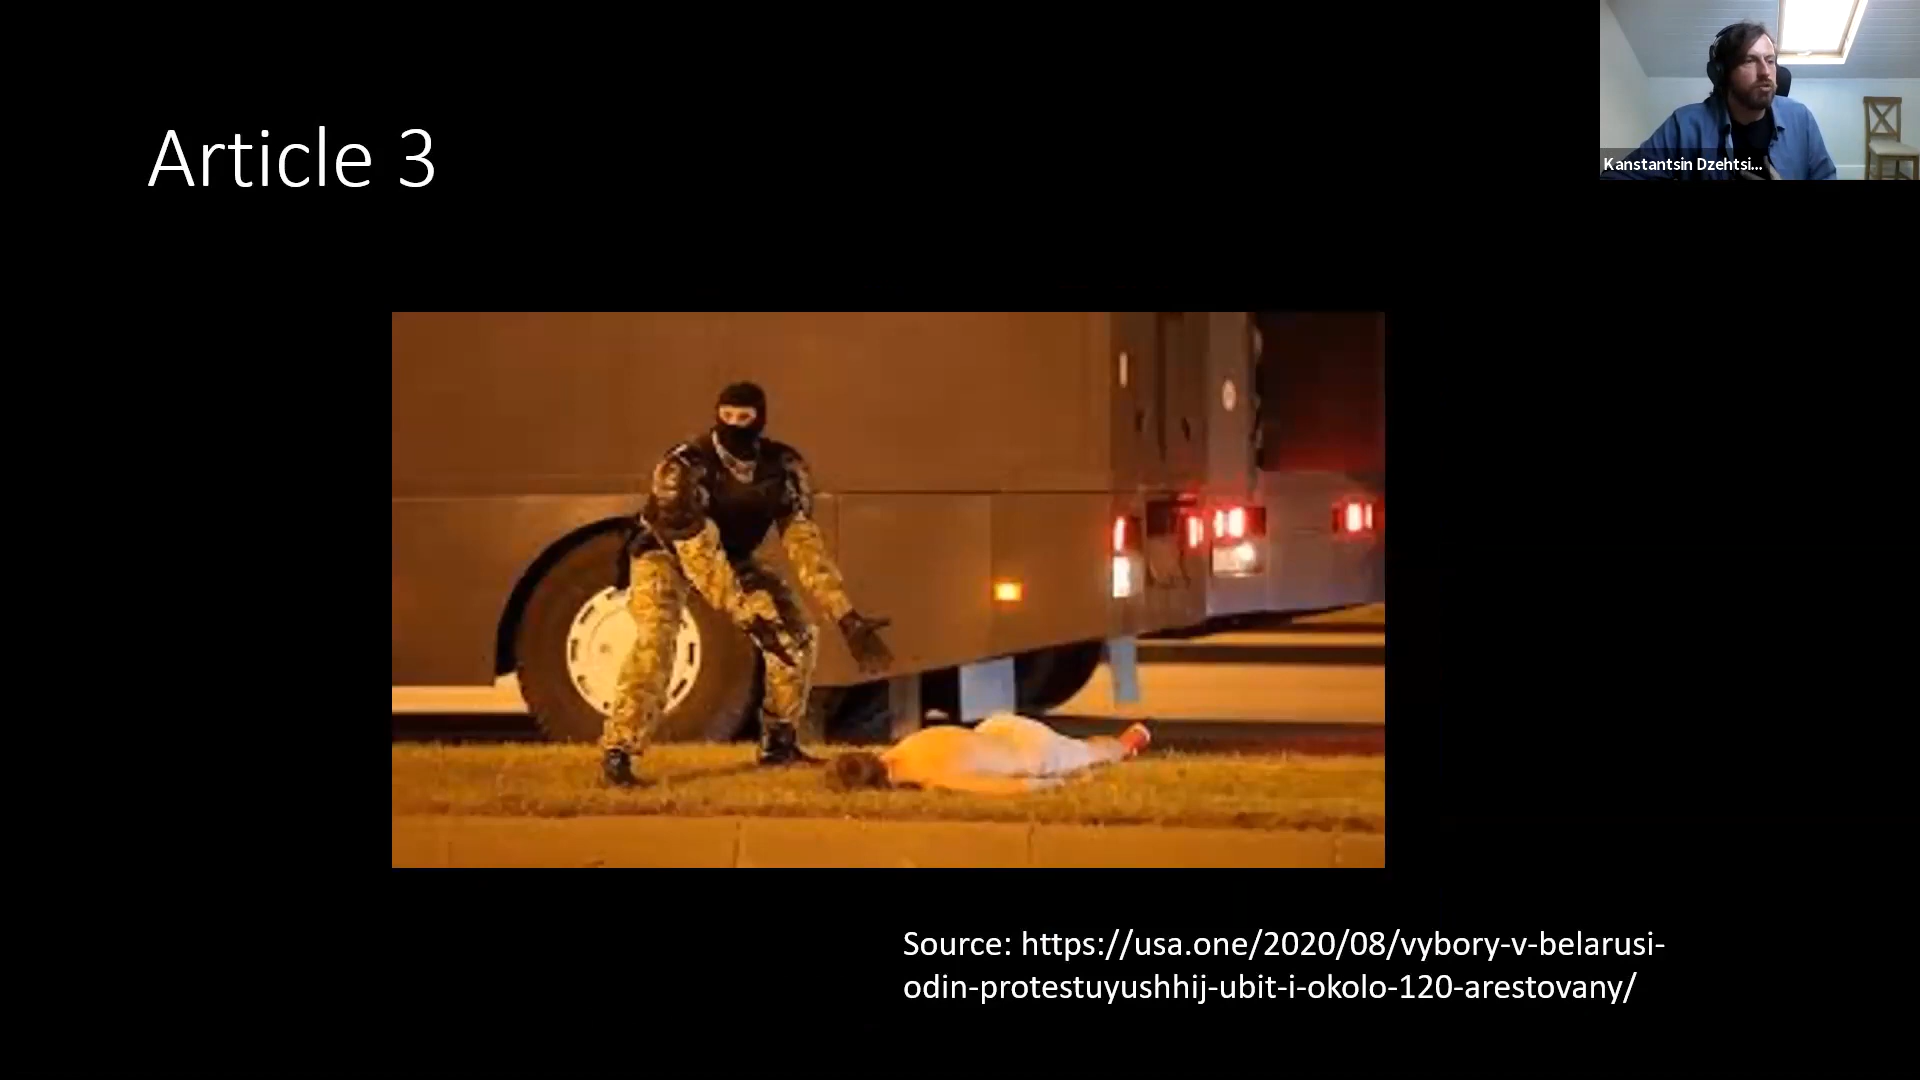 Article 3
Kanstantsin Dzehtsi...
Source: https://usa.one/2020/08/vybory-v-belarusi-
odin-protestuyushhij-ubit-i-okolo-120-arestovany/